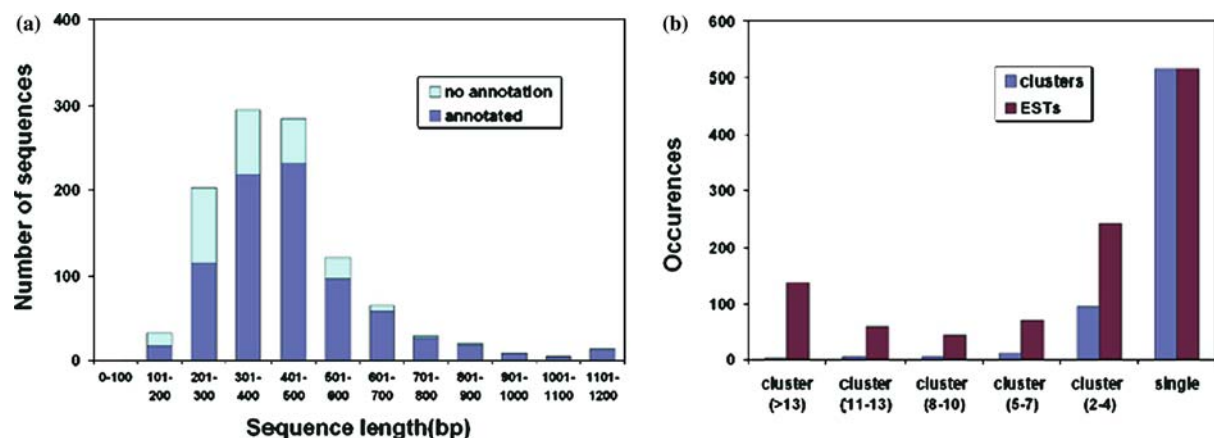 (a)
400
300
200
100
0
Number of sequences
no annotation
annotated
0-100
101-200
201-300
301-400
401-500
501-600
601-700
701-800
801-900
901-1000
1001-1100
1101-1200
Sequence length(bp)
(b)
600
500
400
300
200
100
0
Occurences
clusters
ESTs
cluster (>13)
cluster ('11-13)
cluster (8-10)
cluster (5-7)
cluster (2-4)
single